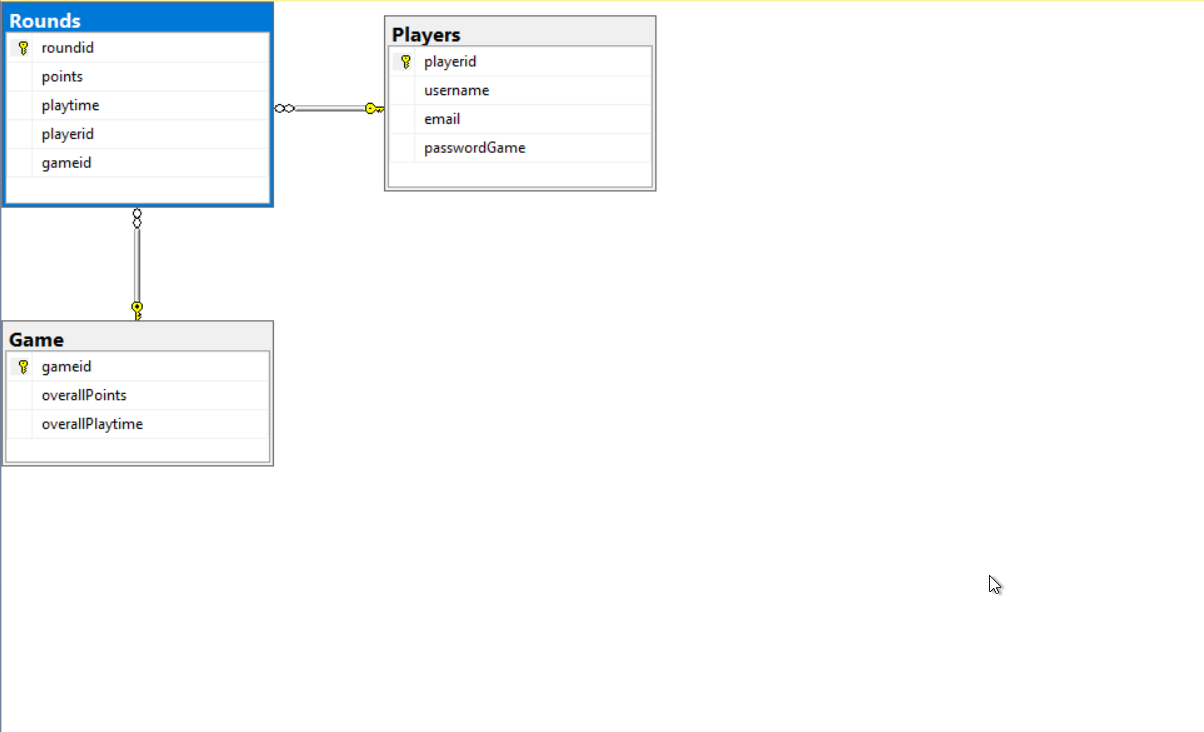 Rounds
roundid
points
playtime
playerid
gameid
Players
playerid
username
email
passwordGame
Game
gameid
overallPoints
overallPlaytime